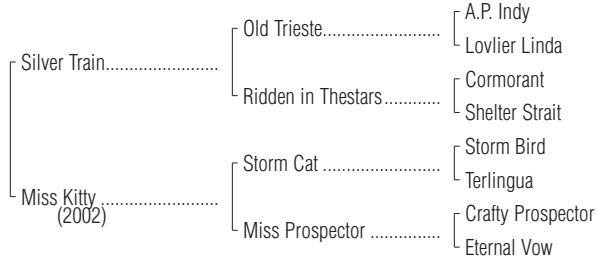 A.P. Indy
Old Trieste........................
Lovlier Linda
Silver Train.......................
Cormorant
Ridden in Thestars............
Shelter Strait
Storm Bird
Storm Cat ........................
Terlingua
Miss Kitty ........................
(2002)
Crafty Prospector
Miss Prospector ...............
Eternal Vow